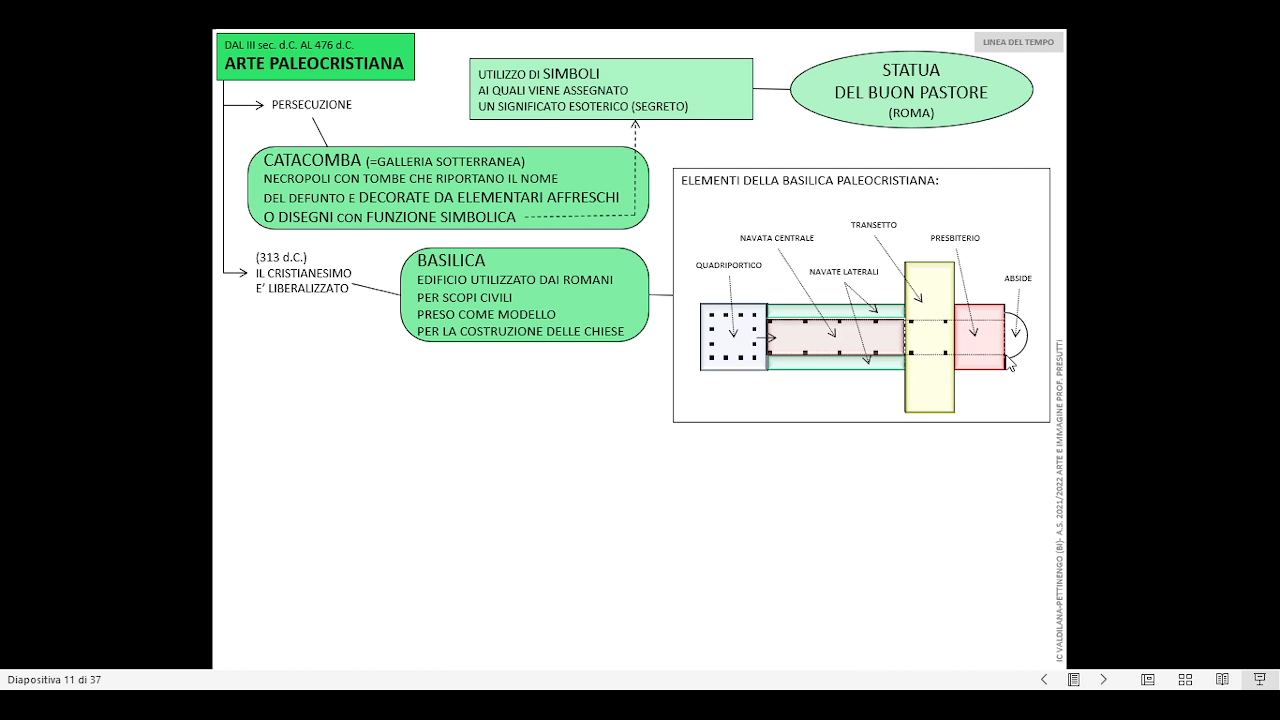 DAL III sec. d.C. AL 476 d.C.
ARTE PALEOCRISTIANA
LINEA DEL TEMPO
PERSECUZIONE
UTILIZZO DI SIMBOLI
AI QUALI VIENE ASSEGNATO
UN SIGNIFICATO ESOTERICO (SEGRETO)
STATUA
DEL BUON PASTORE
(ROMA)
CATACOMBA (=GALLERIA SOTTERRANEA)
NECROPOLI CON TOMBE CHE RIPORTANO IL NOME
DEL DEFUNTO E DECORATE DA ELEMENTARI AFFRESCHI
O DISEGNI CON FUNZIONE SIMBOLICA
(313 d.C.)
IL CRISTIANESIMO
E' LIBERALIZZATO
BASILICA
EDIFICIO UTILIZZATO DAI ROMANI
PER SCOPI CIVILI
PRESO COME MODELLO
PER LA COSTRUZIONE DELLE CHIESE
ELEMENTI DELLA BASILICA PALEOCRISTIANA:
TRANSETTO
NAVATA CENTRALE
PRESBITERIO
QUADRIPORTICO
NAVATE LATERALI
ABSIDE
IC VALDILANA-PETTINENGO (BI)- A.S. 2021/2022 ARTE E IMMAGINE PROF. PRESUTTI
Diapositiva 11 di 37